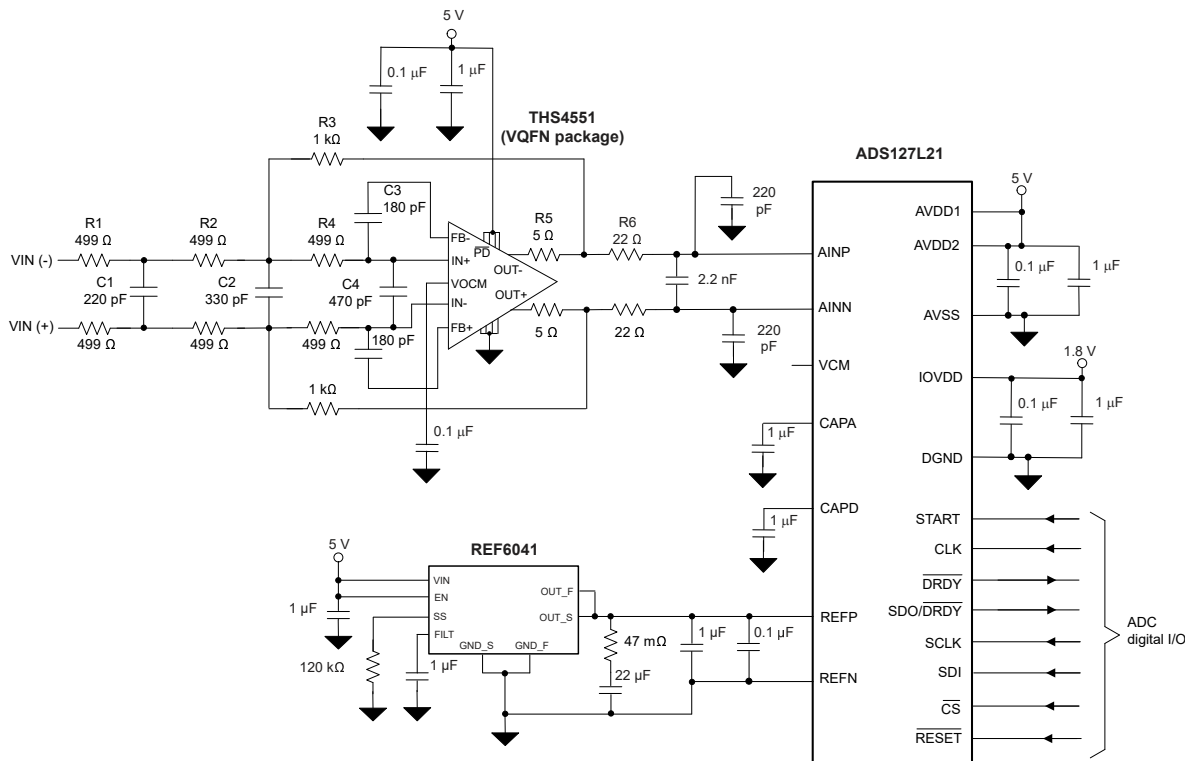 5 V
0.1 μF
1 μF
THS4551
(VQFN package)
R3
1 kΩ
ADS127L21
C3
180 pF
220
pF
5 V
AVDD1
R1
499 Ω
R2
499 Ω
R4
499 Ω
FB-
PD
R5
5 Ω
R6
22 Ω
AVDD2
VIN (-)
IN+
OUT-
AINP
0.1 μF
1 μF
C1
220 pF
C2
330 pF
C4
470 pF
VOCM
OUT+
2.2 nF
VIN (+)
IN-
AINN
AVSS
499 Ω
499 Ω
499 Ω
180 pF
FB+
5 Ω
22 Ω
220
pF
1.8 V
VCM
IOVDD
1 kΩ
0.1 μF
1 μF
0.1 μF
1 μF
CAPA
DGND
CAPD
1 μF
START
REF6041
CLK
5 V
VIN
EN
SS
FILT
OUT_F
OUT_S
GND_S
GND_F
1 μF
120 kΩ
1 μF
47 mΩ
22 μF
1 μF
0.1 μF
REFP
REFN
DRDY
SDO/DRDY
SCLK
SDI
CS
RESET
ADC
digital I/O